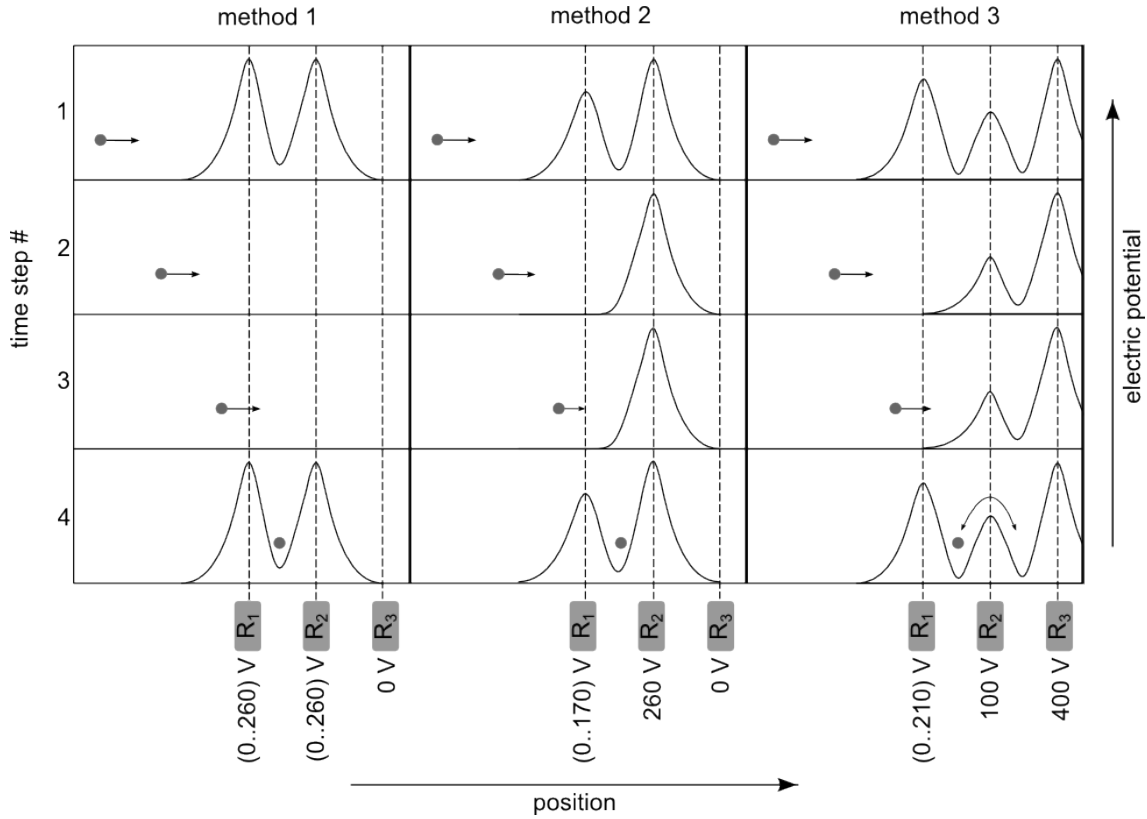 method 1
method 2
method 3
time step #
1
2
3
4
electric potential
R1
R2
R3
R1
R2
R3
R1
R2
R3
(0..260) V
(0..260) V
0 V
(0..170) V
260 V
0 V
(0..210) V
100 V
400 V
position